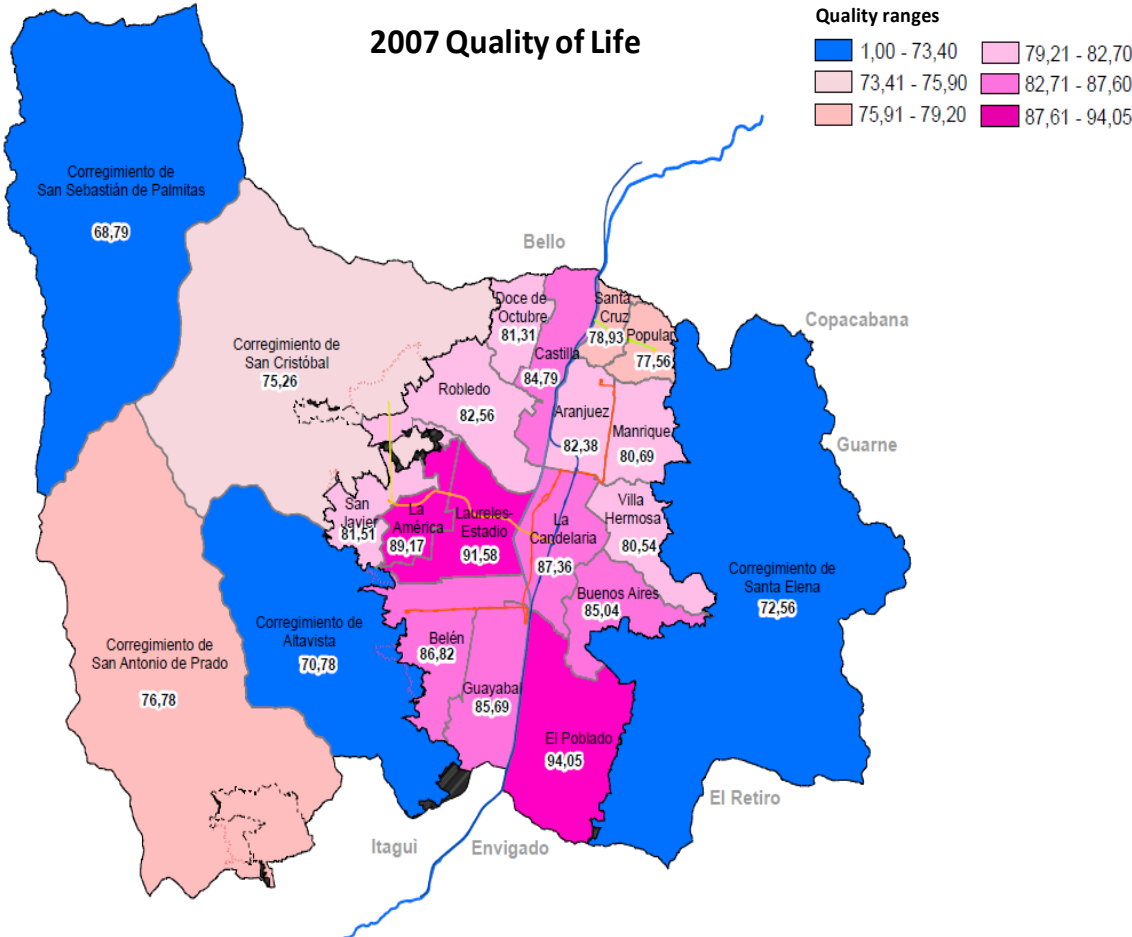 2007 Quality of Life
Quality ranges
1,00 - 73,40
73,41 - 75,90
75,91 - 79,20
79,21 - 82,70
82,71 - 87,60
87,61 - 94,05
Corregimiento de
San Sebastián de Palmitas
68,79
Bello
Doce de
Octubre
81,31
Santa
Cruz
78,93
Popular
77,56
Copacabana
Corregimiento de
San Cristóbal
75,26
Castilla
84,79
Robledo
82,56
Aranjuez
82,38
Manrique
80,69
Guarne
San
Javier
81,51
La
América
89,17
Laureles-
Estadio
91,58
La
Candelaria
87,36
Villa
Hermosa
80,54
Corregimiento de
Santa Elena
72,56
Buenos Aires
85,04
Corregimiento de
Altavista
70,78
Belén
86,82
Corregimiento de
San Antonio de Prado
76,78
Guayabal
85,69
El Poblado
94,05
El Retiro
Itagui
Envigado